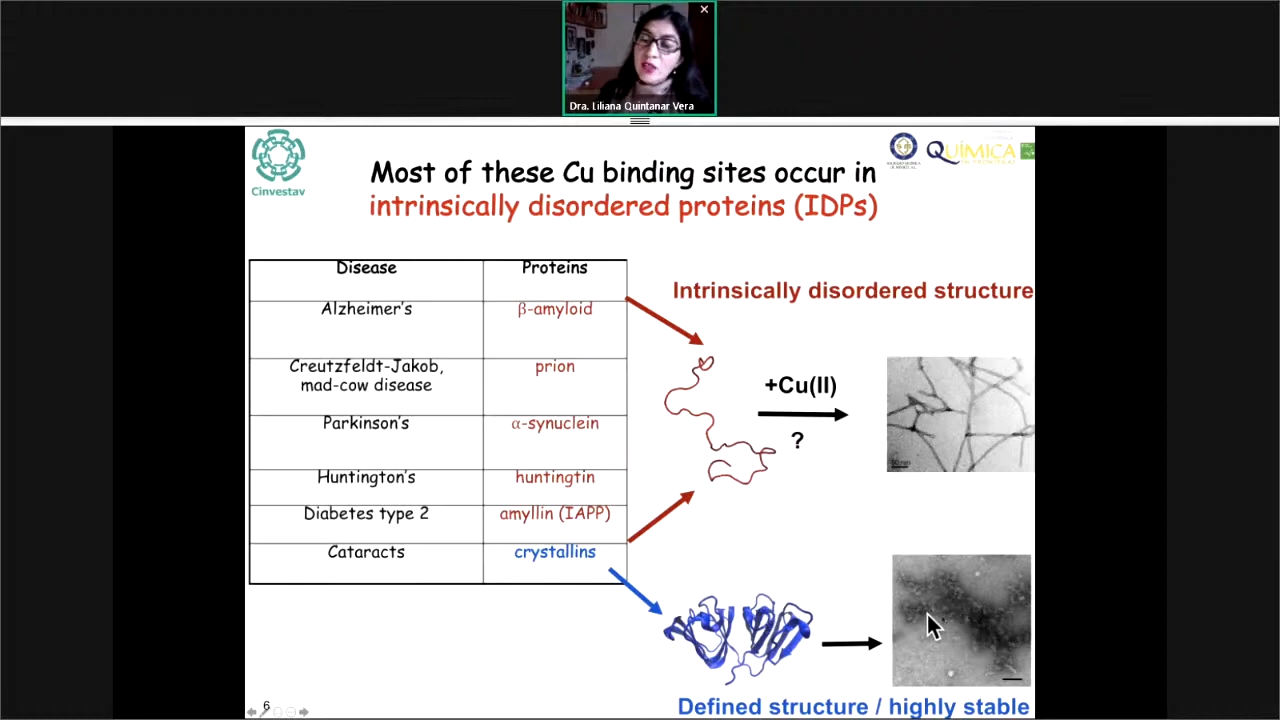 Dra. Liliana Quintanar Vera
Cinvestav
QUÍMICA
Most of these Cu binding sites occur in
intrinsically disordered proteins (IDPs)
Disease Proteins
Alzheimer's β-amyloid
Creutzfeldt-Jakob, prion
mad-cow disease
Parkinson's α-synuclein
Huntington's huntingtin
Diabetes type 2 amyllin (IAPP)
Cataracts crystallins
Intrinsically disordered structure
+Cu(II)
?
Defined structure / highly stable
6